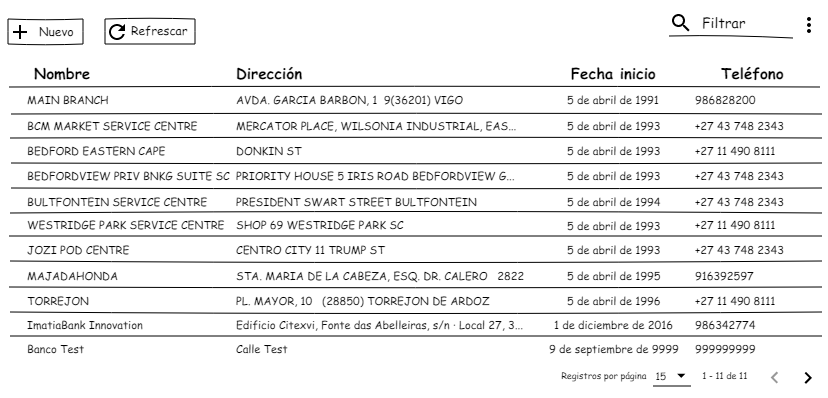 Nuevo Refrescar Filtrar
Nombre Dirección Fecha inicio Teléfono
MAIN BRANCH AVDA. GARCIA BARBON, 1 9(36201) VIGO 5 de abril de 1991 986828200
BCM MARKET SERVICE CENTRE MERCATOR PLACE, WILSONIA INDUSTRIAL, EAS... 5 de abril de 1993 +27 43 748 2343
BEDFORD EASTERN CAPE DONKIN ST 5 de abril de 1993 +27 11 490 8111
BEDFORDVIEW PRIV BNKG SUITE SC PRIORITY HOUSE 5 IRIS ROAD BEDFORDVIEW G... 5 de abril de 1993 +27 43 748 2343
BULTFONTEIN SERVICE CENTRE PRESIDENT SWART STREET BULTFONTEIN 5 de abril de 1994 +27 43 748 2343
WESTRIDGE PARK SERVICE CENTRE SHOP 69 WESTRIDGE PARK SC 5 de abril de 1993 +27 11 490 8111
JOZI POD CENTRE CENTRO CITY 11 TRUMP ST 5 de abril de 1993 +27 43 748 2343
MAJADAHONDA STA. MARIA DE LA CABEZA, ESQ. DR. CALERO 2822 5 de abril de 1995 916392597
TORREJON PL. MAYOR, 10 (28850) TORREJON DE ARDOZ 5 de abril de 1996 +27 11 490 8111
ImatiaBank Innovation Edificio Citexvi, Fonte das Abelleiras, s/n · Local 27, 3... 1 de diciembre de 2016 986342774
Banco Test Calle Test 9 de septiembre de 9999 999999999
Registros por página 15 1 - 11 de 11